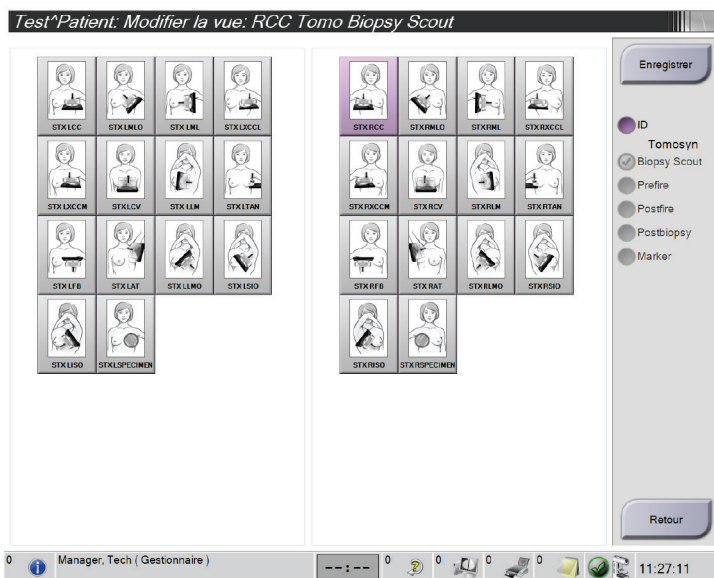 Test^Patient: Modifier la vue: RCC Tomo Biopsy Scout
STX LCC STX LMLO STX LML STX LXCCL
STX LXCCM STX LCV STX LLM STX LTAN
STX LFB STX LAT STX LLMO STX LSIO
STX LISO STX LSPECIMEN
STX RCC STX RMLO STX RML STX RXCCL
STX RXCCM STX RCV STX RLM STX RTAN
STX RFB STX RAT STX RLMO STX RSIO
STX RISO STX RSPECIMEN
Enregistrer
ID
Tomosyn
Biopsy Scout
Prefire
Postfire
Postbiopsy
Marker
Retour
0 Manager, Tech ( Gestionnaire ) --:-- 0 0 0 0 11:27:11